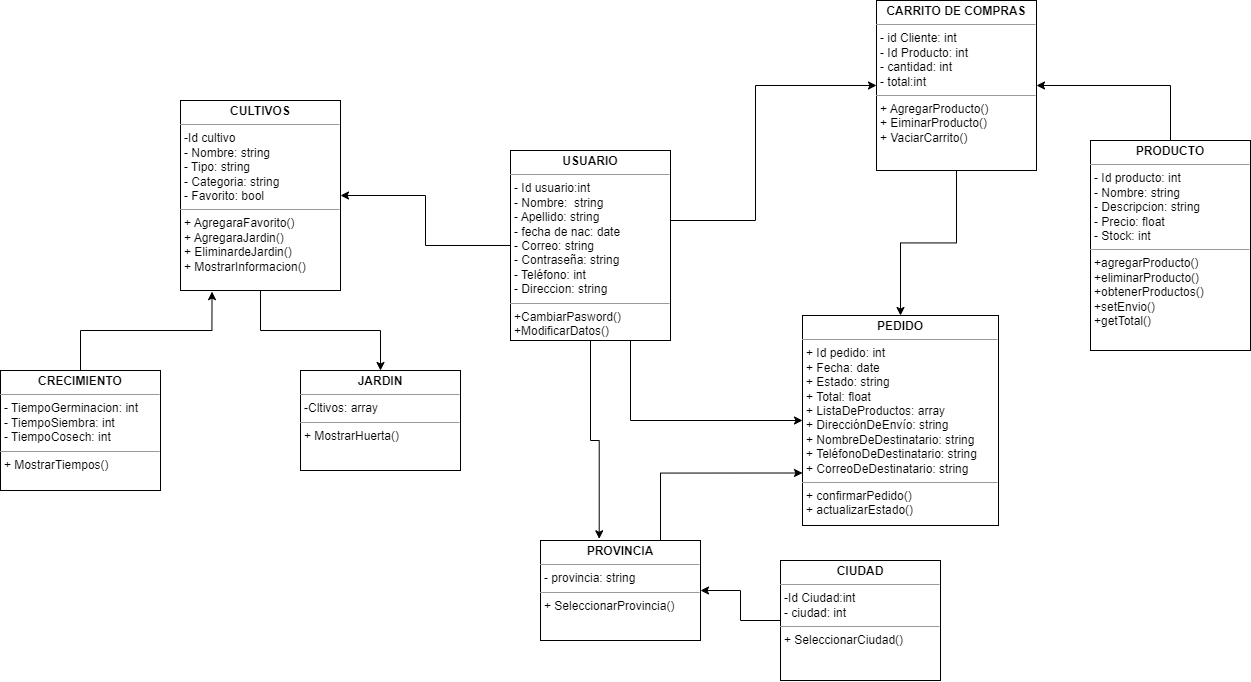 CARRITO DE COMPRAS
- id Cliente: int
- Id Producto: int
- cantidad: int
- total:int
+ AgregarProducto()
+ EiminarProducto()
+ VaciarCarrito()
CULTIVOS
-Id cultivo
- Nombre: string
- Tipo: string
- Categoria: string
- Favorito: bool
+ AgregaraFavorito()
+ AgregaraJardin()
+ EliminardeJardin()
+ MostrarInformacion()
USUARIO
- Id usuario:int
- Nombre:  string
- Apellido: string
- fecha de nac: date
- Correo: string
- Contraseña: string
- Teléfono: int
- Direccion: string
+CambiarPasword()
+ModificarDatos()
PRODUCTO
- Id producto: int
- Nombre: string
- Descripcion: string
- Precio: float
- Stock: int
+agregarProducto()
+eliminarProducto()
+obtenerProductos()
+setEnvio()
+getTotal()
PEDIDO
+ Id pedido: int
+ Fecha: date
+ Estado: string
+ Total: float
+ ListaDeProductos: array
+ DirecciónDeEnvío: string
+ NombreDeDestinatario: string
+ TeléfonoDeDestinatario: string
+ CorreoDeDestinatario: string
+ confirmarPedido()
+ actualizarEstado()
CRECIMIENTO
- TiempoGerminacion: int
- TiempoSiembra: int
- TiempoCosech: int
+ MostrarTiempos()
JARDIN
-Cltivos: array
+ MostrarHuerta()
PROVINCIA
- provincia: string
+ SeleccionarProvincia()
CIUDAD
-Id Ciudad:int
- ciudad: int
+ SeleccionarCiudad()